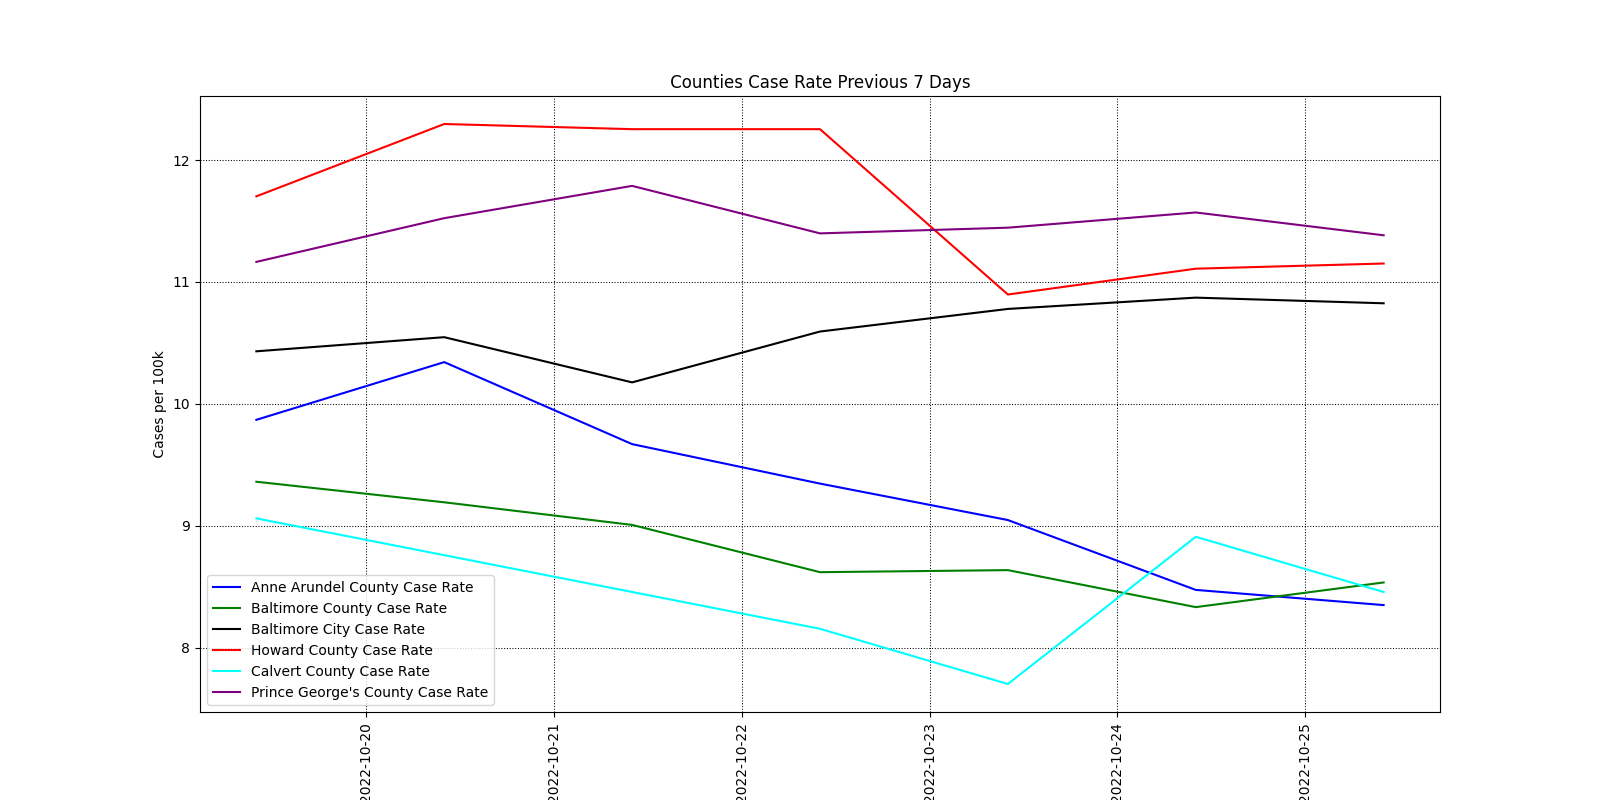 Counties Case Rate Previous 7 Days
12
11
10
9
8
Cases per 100k
Anne Arundel County Case Rate
Baltimore County Case Rate
Baltimore City Case Rate
Howard County Case Rate
Calvert County Case Rate
Prince George's County Case Rate
2022-10-20
2022-10-21
2022-10-22
2022-10-23
2022-10-24
2022-10-25